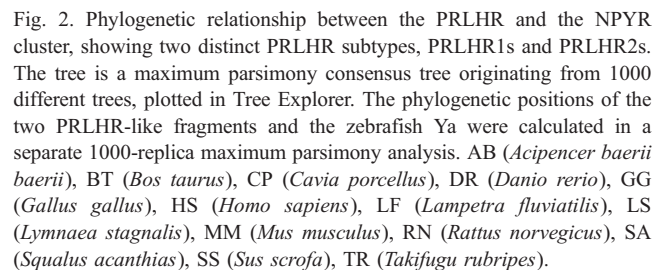 Fig. 2. Phylogenetic relationship between the PRLHR and the NPYR
cluster, showing two distinct PRLHR subtypes, PRLHR1s and PRLHR2s.
The tree is a maximum parsimony consensus tree originating from 1000
different trees, plotted in Tree Explorer. The phylogenetic positions of the
two PRLHR-like fragments and the zebrafish Ya were calculated in a
separate 1000-replica maximum parsimony analysis. AB (Acipencer baerii
baerii), BT (Bos taurus), CP (Cavia porcellus), DR (Danio rerio), GG
(Gallus gallus), HS (Homo sapiens), LF (Lampetra fluviatilis), LS
(Lymnaea stagnalis), MM (Mus musculus), RN (Rattus norvegicus), SA
(Squalus acanthias), SS (Sus scrofa), TR (Takifugu rubripes).